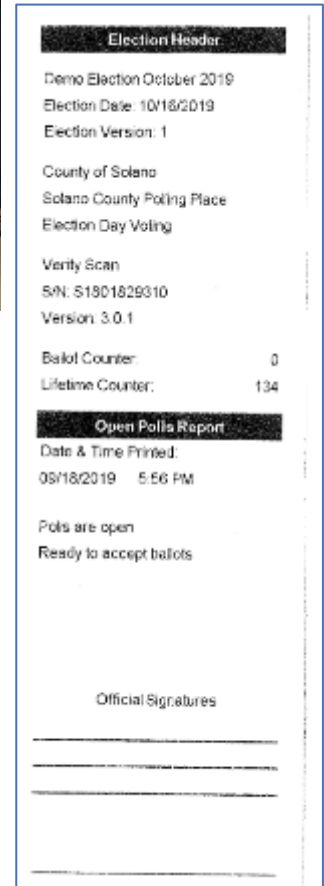 Election Header
Demo Election October 2019
Election Date: 10/16/2019
Election Version: 1
County of Solano
Solano County Polling Place
Election Day Voting
Verity Scan
S/N: S1801829310
Version: 3.0.1
Ballot Counter: 0
Lifetime Counter: 134
Open Polls Report
Date & Time Printed:
09/18/2019 5:56 PM
Polls are open
Ready to accept ballots
Official Signatures